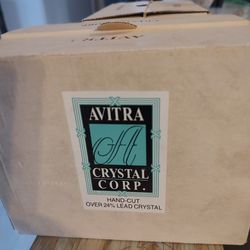 AVITRA
A
CRYSTAL
CORP.
HAND-CUT
OVER 24% LEAD CRYSTAL